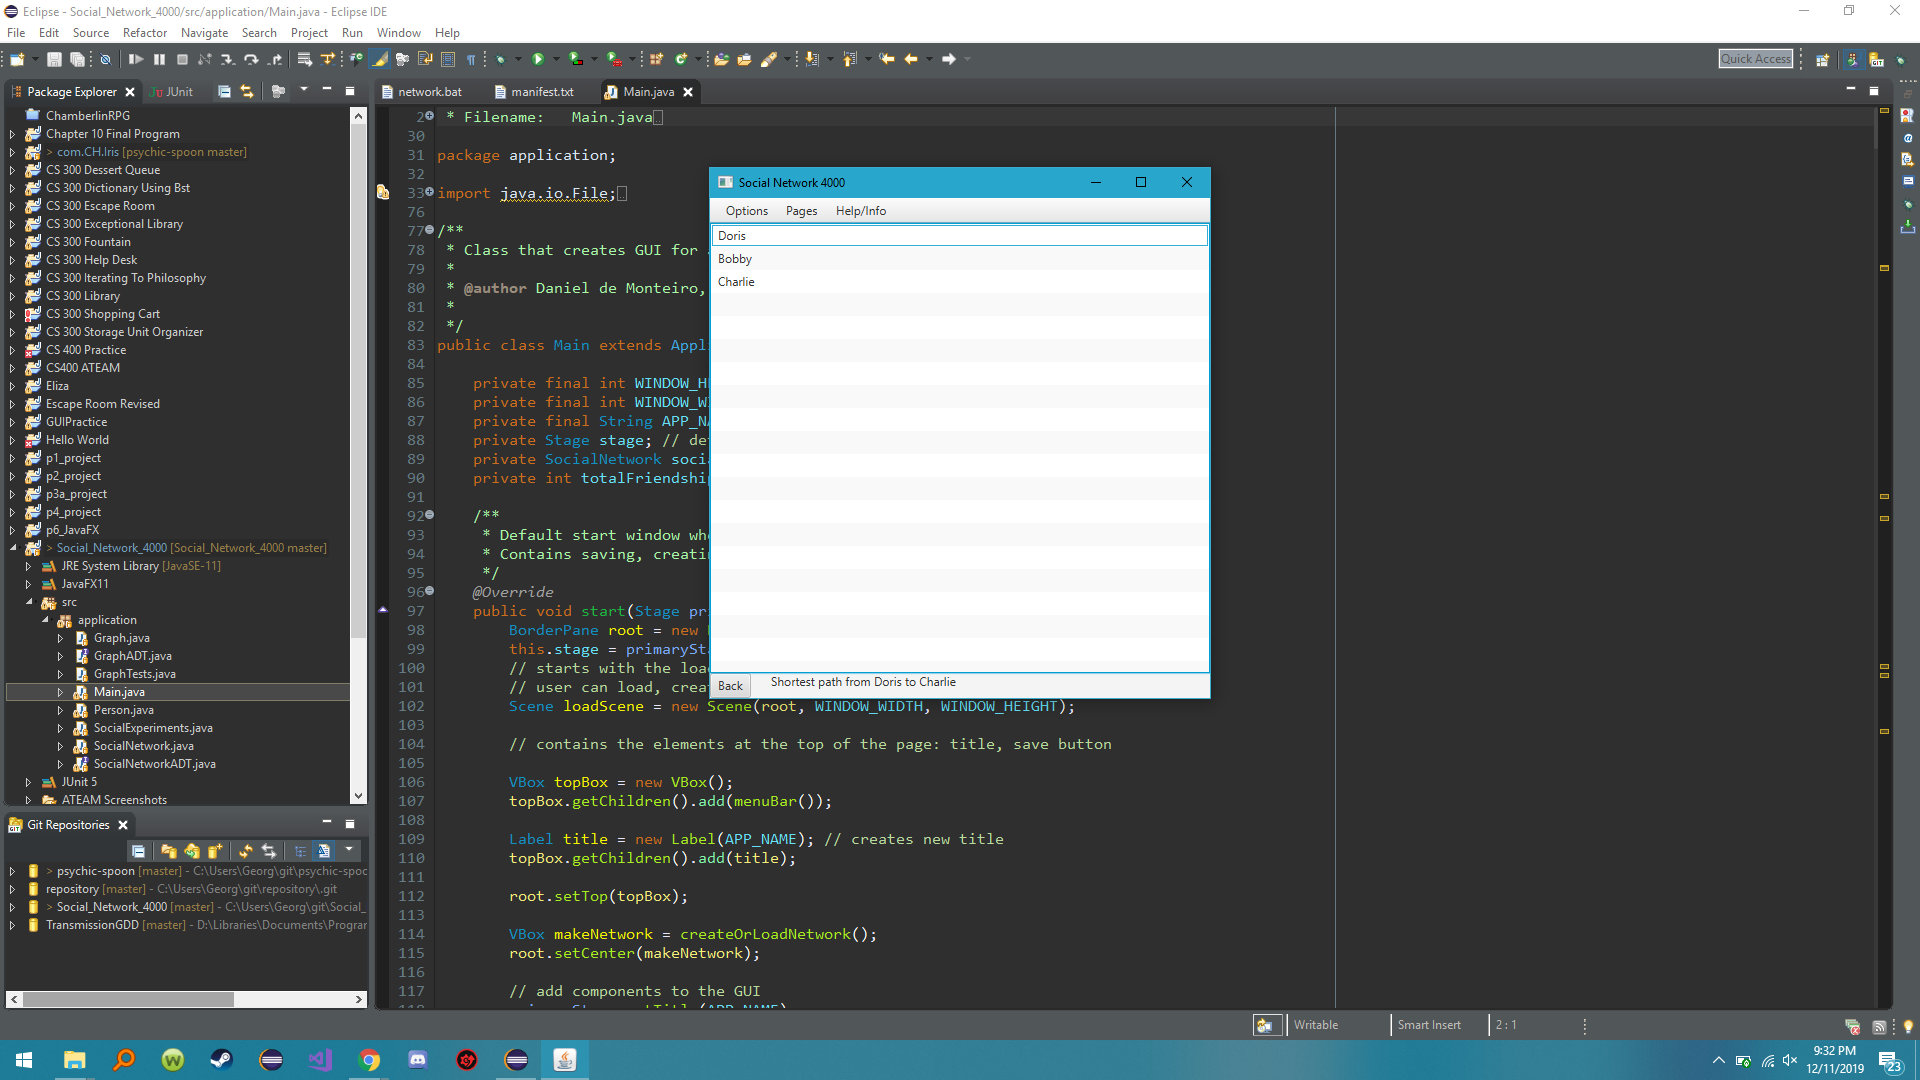 Eclipse - Social_Network_4000/src/application/Main.java - Eclipse IDE
File Edit Source Refactor Navigate Search Project Run Window Help
Quick Access
Package Explorer
JUnit
ChamberlinRPG
Chapter 10 Final Program
> com.CH.Iris [psychic-spoon master]
CS 300 Dessert Queue
CS 300 Dictionary Using Bst
CS 300 Escape Room
CS 300 Exceptional Library
CS 300 Fountain
CS 300 Help Desk
CS 300 Iterating To Philosophy
CS 300 Library
CS 300 Shopping Cart
CS 300 Storage Unit Organizer
CS 400 Practice
CS400 ATEAM
Eliza
Escape Room Revised
GUIPractice
Hello World
p1_project
p2_project
p3a_project
p4_project
p6_JavaFX
> Social_Network_4000 [Social_Network_4000 master]
JRE System Library [JavaSE-11]
JavaFX11
src
application
Graph.java
GraphADT.java
GraphTests.java
Main.java
Person.java
SocialExperiments.java
SocialNetwork.java
SocialNetworkADT.java
JUnit 5
ATEAM Screenshots
Git Repositories
> psychic-spoon [master] - C:\Users\Georg\git\psychic-spoo
repository [master] - C:\Users\Georg\git\repository\.git
> Social_Network_4000 [master] - C:\Users\Georg\git\Social_
TransmissionGDD [master] - D:\Libraries\Documents\Program
network.bat
manifest.txt
Main.java
2 * Filename: Main.java
30
31 package application;
32
33 import java.io.File;
76
77 /**
78 * Class that creates GUI for
79 *
80 * @author Daniel de Monteiro,
81 *
82 */
83 public class Main extends Appl
84
85 private final int WINDOW_H
86 private final int WINDOW_W
87 private final String APP_NA
88 private Stage stage; // de
89 private SocialNetwork soci
90 private int totalFriendshi
91
92 /**
93 * Default start window wh
94 * Contains saving, creati
95 */
96 @Override
97 public void start(Stage pr
98 BorderPane root = new
99 this.stage = primarySt
100 // starts with the loa
101 // user can load, crea
102 Scene loadScene = new Scene(root, WINDOW_WIDTH, WINDOW_HEIGHT);
103
104 // contains the elements at the top of the page: title, save button
105
106 VBox topBox = new VBox();
107 topBox.getChildren().add(menuBar());
108
109 Label title = new Label(APP_NAME); // creates new title
110 topBox.getChildren().add(title);
111
112 root.setTop(topBox);
113
114 VBox makeNetwork = createOrLoadNetwork();
115 root.setCenter(makeNetwork);
116
117 // add components to the GUI
Social Network 4000
Options Pages Help/Info
Doris
Bobby
Charlie
Back
Shortest path from Doris to Charlie
Writable
Smart Insert
2 : 1
9:32 PM
12/11/2019
23